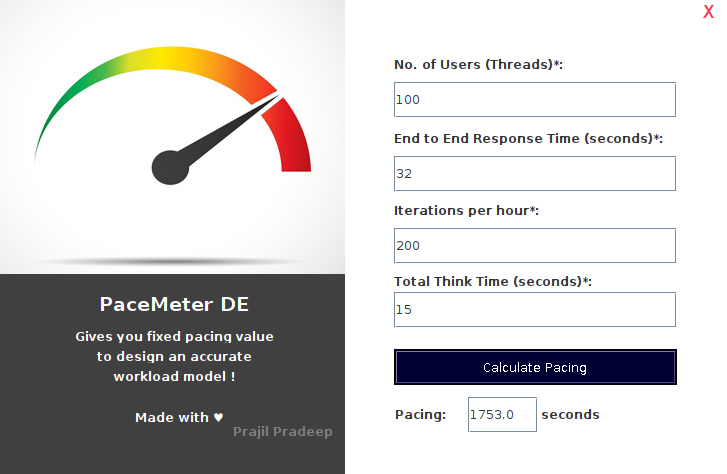 X
No. of Users (Threads)*:
100
End to End Response Time (seconds)*:
32
Iterations per hour*:
200
Total Think Time (seconds)*:
15
Calculate Pacing
Pacing: 1753.0 seconds
PaceMeter DE
Gives you fixed pacing value
to design an accurate
workload model !
Made with ♥
Prajil Pradeep